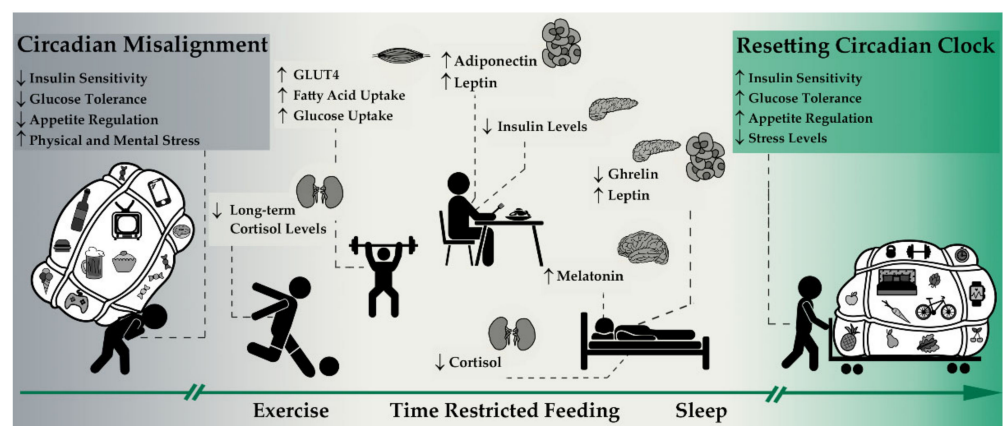 Circadian Misalignment
↓ Insulin Sensitivity
↓ Glucose Tolerance
↓ Appetite Regulation
↑ Physical and Mental Stress
↑ GLUT4
↑ Fatty Acid Uptake
↑ Glucose Uptake
↑ Adiponectin
↑ Leptin
↓ Insulin Levels
↓ Ghrelin
↑ Leptin
Resetting Circadian Clock
↑ Insulin Sensitivity
↑ Glucose Tolerance
↑ Appetite Regulation
↓ Stress Levels
↓ Long-term
Cortisol Levels
↑ Melatonin
↓ Cortisol
Exercise
Time Restricted Feeding
Sleep